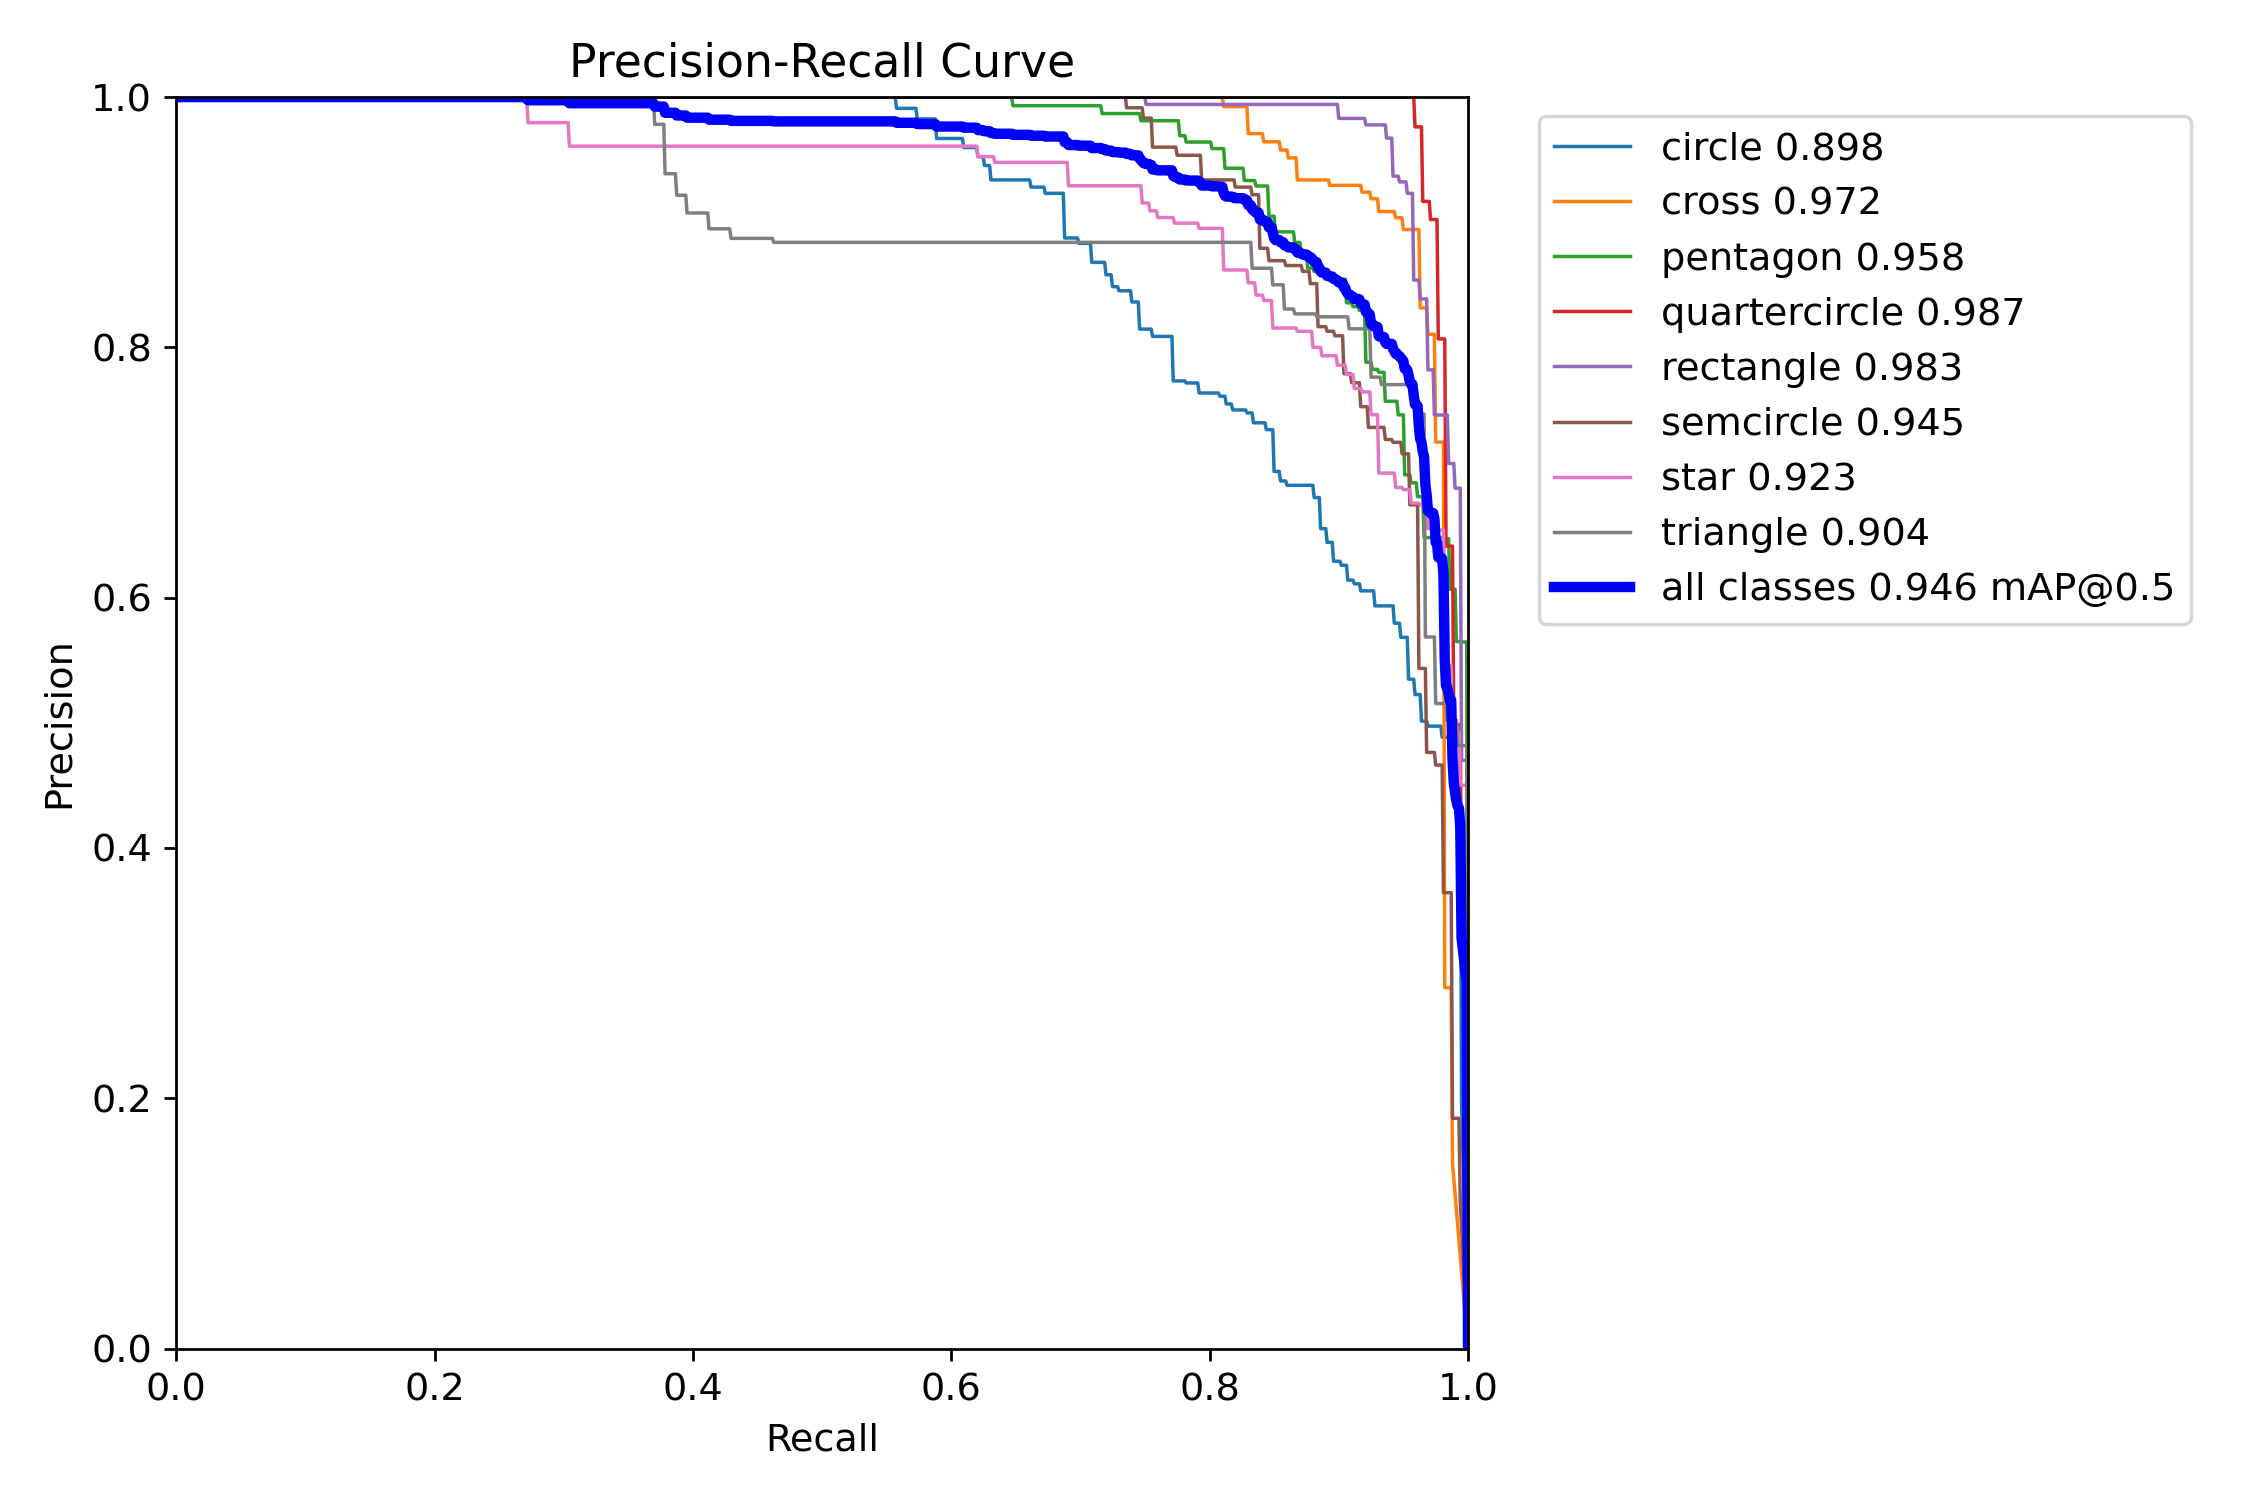 Precision-Recall Curve
1.0
0.8
0.6
0.4
0.2
0.0
Precision
0.0 0.2 0.4 0.6 0.8 1.0
Recall
circle 0.898
cross 0.972
pentagon 0.958
quartercircle 0.987
rectangle 0.983
semcircle 0.945
star 0.923
triangle 0.904
all classes 0.946 mAP@0.5